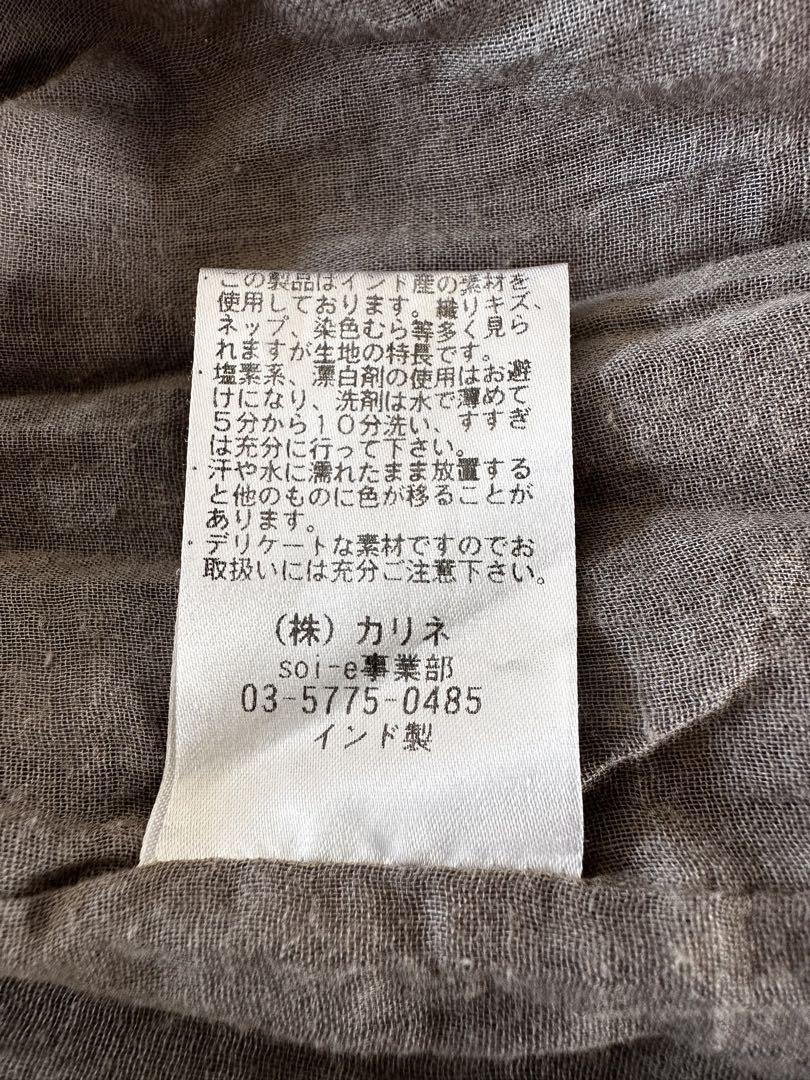 ・この製品はインド産の素材を
使用しております。織りキズ、
ネップ、染色むら等多く見ら
れますが生地の特長です。
・塩素系、漂白剤の使用はお避
けになり、洗剤は水で薄めて
5分から10分洗い、すすぎ
は充分に行って下さい。
・汗や水に濡れたまま放置する
と他のものに色が移ることが
あります。
・デリケートな素材ですのでお
取扱いには充分ご注意下さい。
(株)カリネ
soi-e事業部
03-5775-0485
インド製